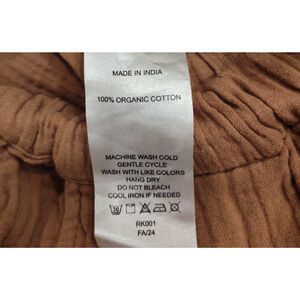 MADE IN INDIA
100% ORGANIC COTTON
MACHINE WASH COLD
GENTLE CYCLE
WASH WITH LIKE COLORS
HANG DRY
DO NOT BLEACH
COOL IRON IF NEEDED
RK001
FA/24